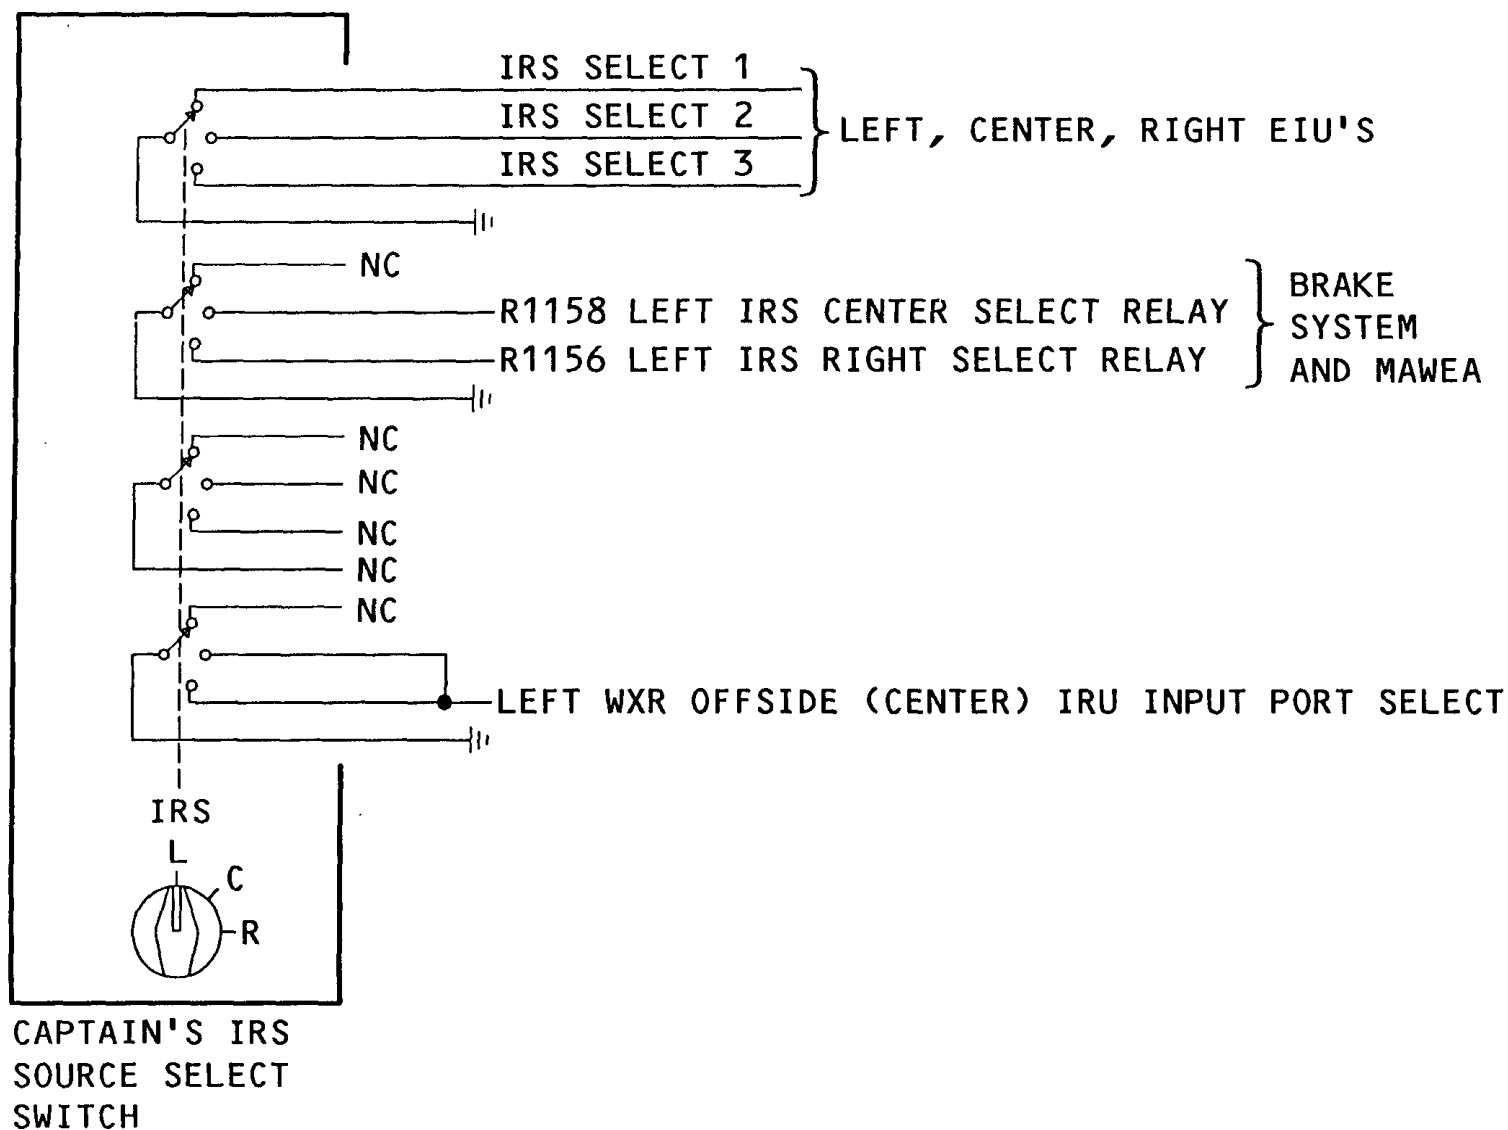 IRS SELECT 1
IRS SELECT 2
IRS SELECT 3
LEFT, CENTER, RIGHT EIU'S
NC
R1158 LEFT IRS CENTER SELECT RELAY
R1156 LEFT IRS RIGHT SELECT RELAY
BRAKE
SYSTEM
AND MAWEA
NC
NC
NC
NC
NC
LEFT WXR OFFSIDE (CENTER) IRU INPUT PORT SELECT
IRS
L
C
R
CAPTAIN'S IRS
SOURCE SELECT
SWITCH